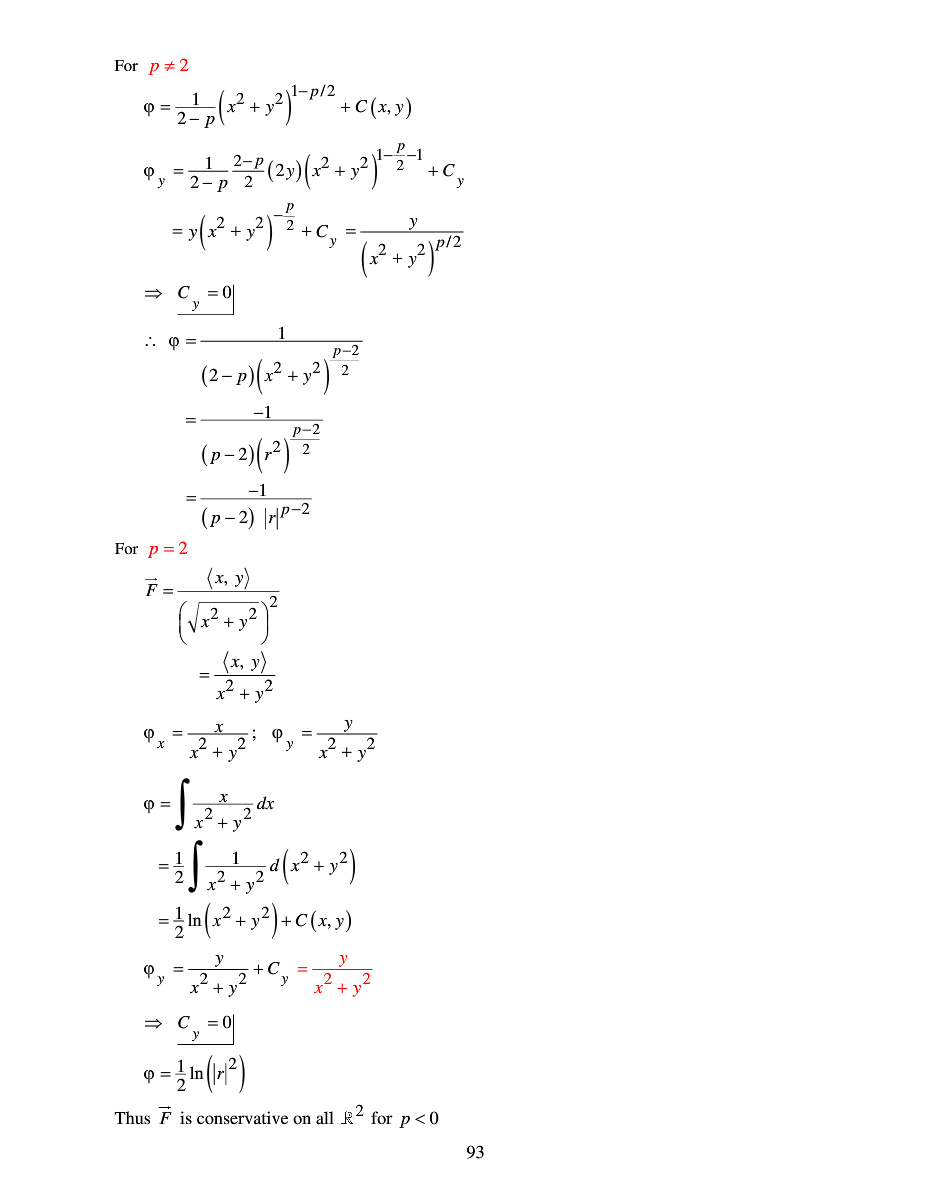 For p ≠ 2
φ = 1/(2 − p) (x² + y²)^(1−p/2) + C(x, y)
φ_y = 1/(2 − p) (2−p)/2 (2y)(x² + y²)^(1−p/2−1) + C_y
= y(x² + y²)^(−p/2) + C_y = y/(x² + y²)^(p/2)
⇒ C_y = 0
∴ φ = 1/((2 − p)(x² + y²)^((p−2)/2))
= −1/((p − 2)(r²)^((p−2)/2))
= −1/((p − 2) |r|^(p−2))
For p = 2
F⃗ = ⟨x, y⟩/(√(x² + y²))²
= ⟨x, y⟩/(x² + y²)
φ_x = x/(x² + y²); φ_y = y/(x² + y²)
φ = ∫ x/(x² + y²) dx
= 1/2 ∫ 1/(x² + y²) d(x² + y²)
= 1/2 ln(x² + y²) + C(x, y)
φ_y = y/(x² + y²) + C_y = y/(x² + y²)
⇒ C_y = 0
φ = 1/2 ln(|r|²)
Thus F⃗ is conservative on all ℝ² for p < 0
93